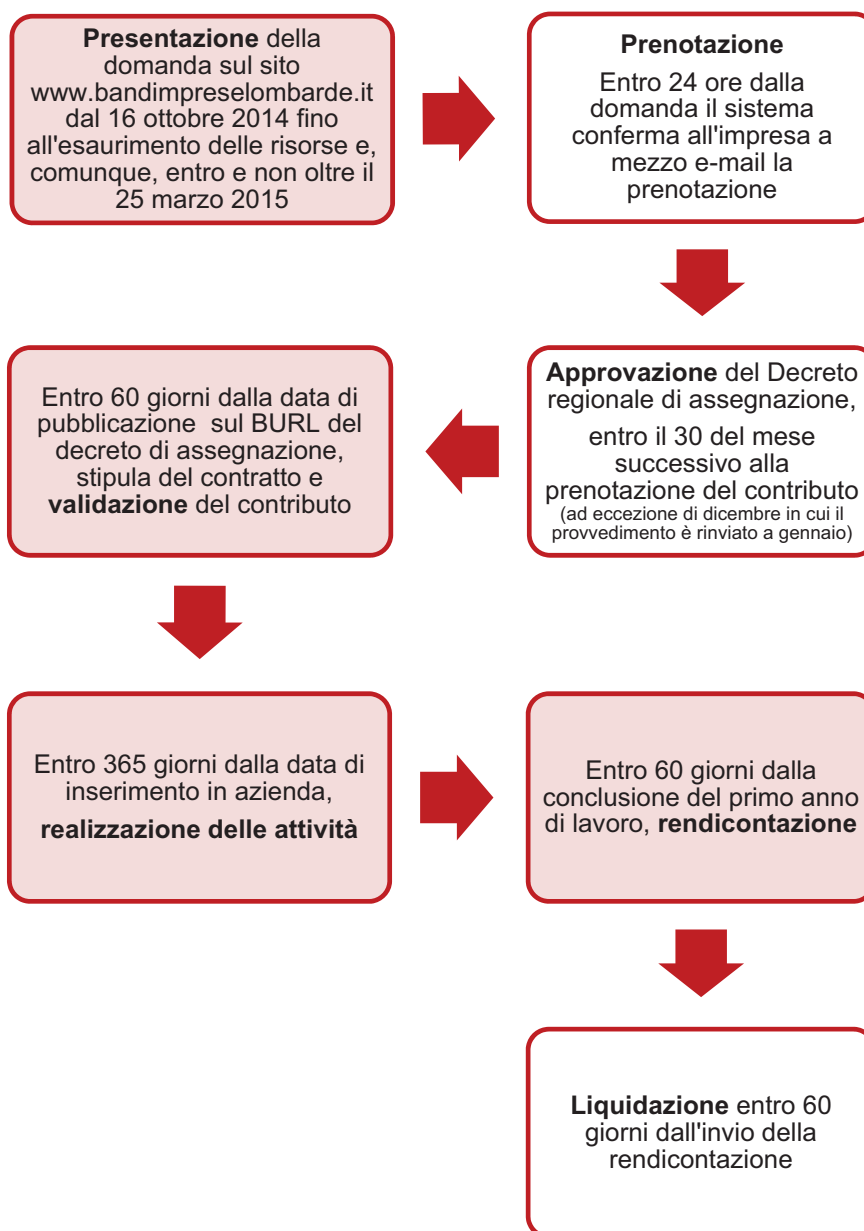 Presentazione della
domanda sul sito
www.bandimpreselombarde.it
dal 16 ottobre 2014 fino
all'esaurimento delle risorse e,
comunque, entro e non oltre il
25 marzo 2015
Prenotazione
Entro 24 ore dalla
domanda il sistema
conferma all'impresa a
mezzo e-mail la
prenotazione
Approvazione del Decreto
regionale di assegnazione,
entro il 30 del mese
successivo alla
prenotazione del contributo
(ad eccezione di dicembre in cui il
provvedimento è rinviato a gennaio)
Entro 60 giorni dalla data di
pubblicazione sul BURL del
decreto di assegnazione,
stipula del contratto e
validazione del contributo
Entro 365 giorni dalla data di
inserimento in azienda,
realizzazione delle attività
Entro 60 giorni dalla
conclusione del primo anno
di lavoro, rendicontazione
Liquidazione entro 60
giorni dall'invio della
rendicontazione